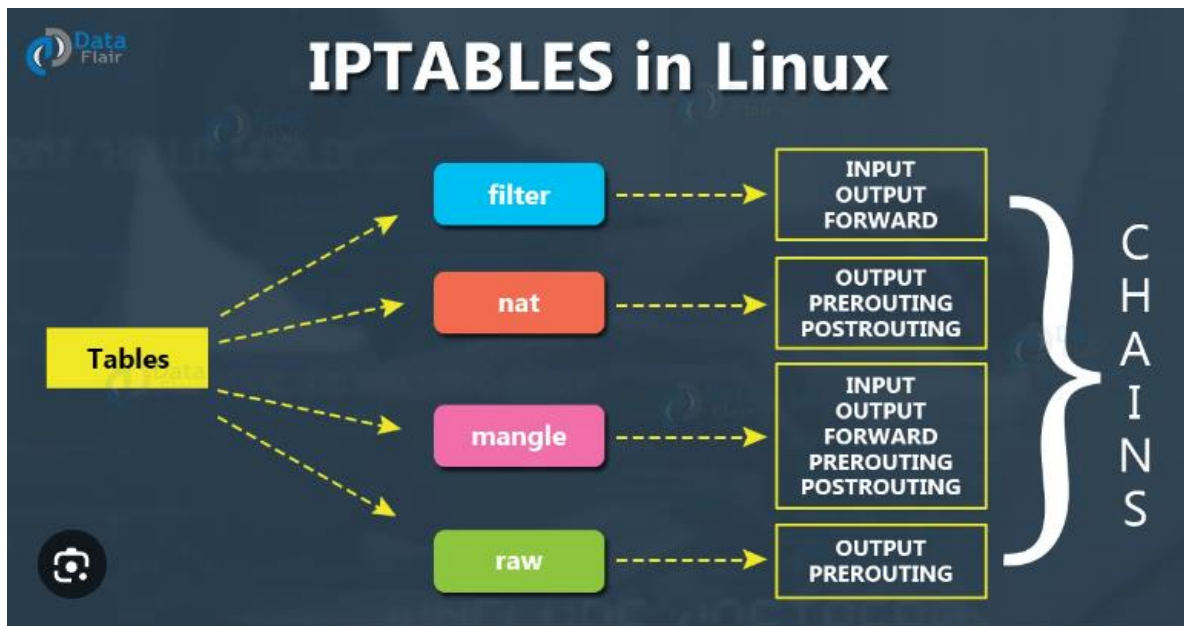 Data
Flair
IPTABLES in Linux
Tables
filter
INPUT
OUTPUT
FORWARD
nat
OUTPUT
PREROUTING
POSTROUTING
mangle
INPUT
OUTPUT
FORWARD
PREROUTING
POSTROUTING
raw
OUTPUT
PREROUTING
CHAINS